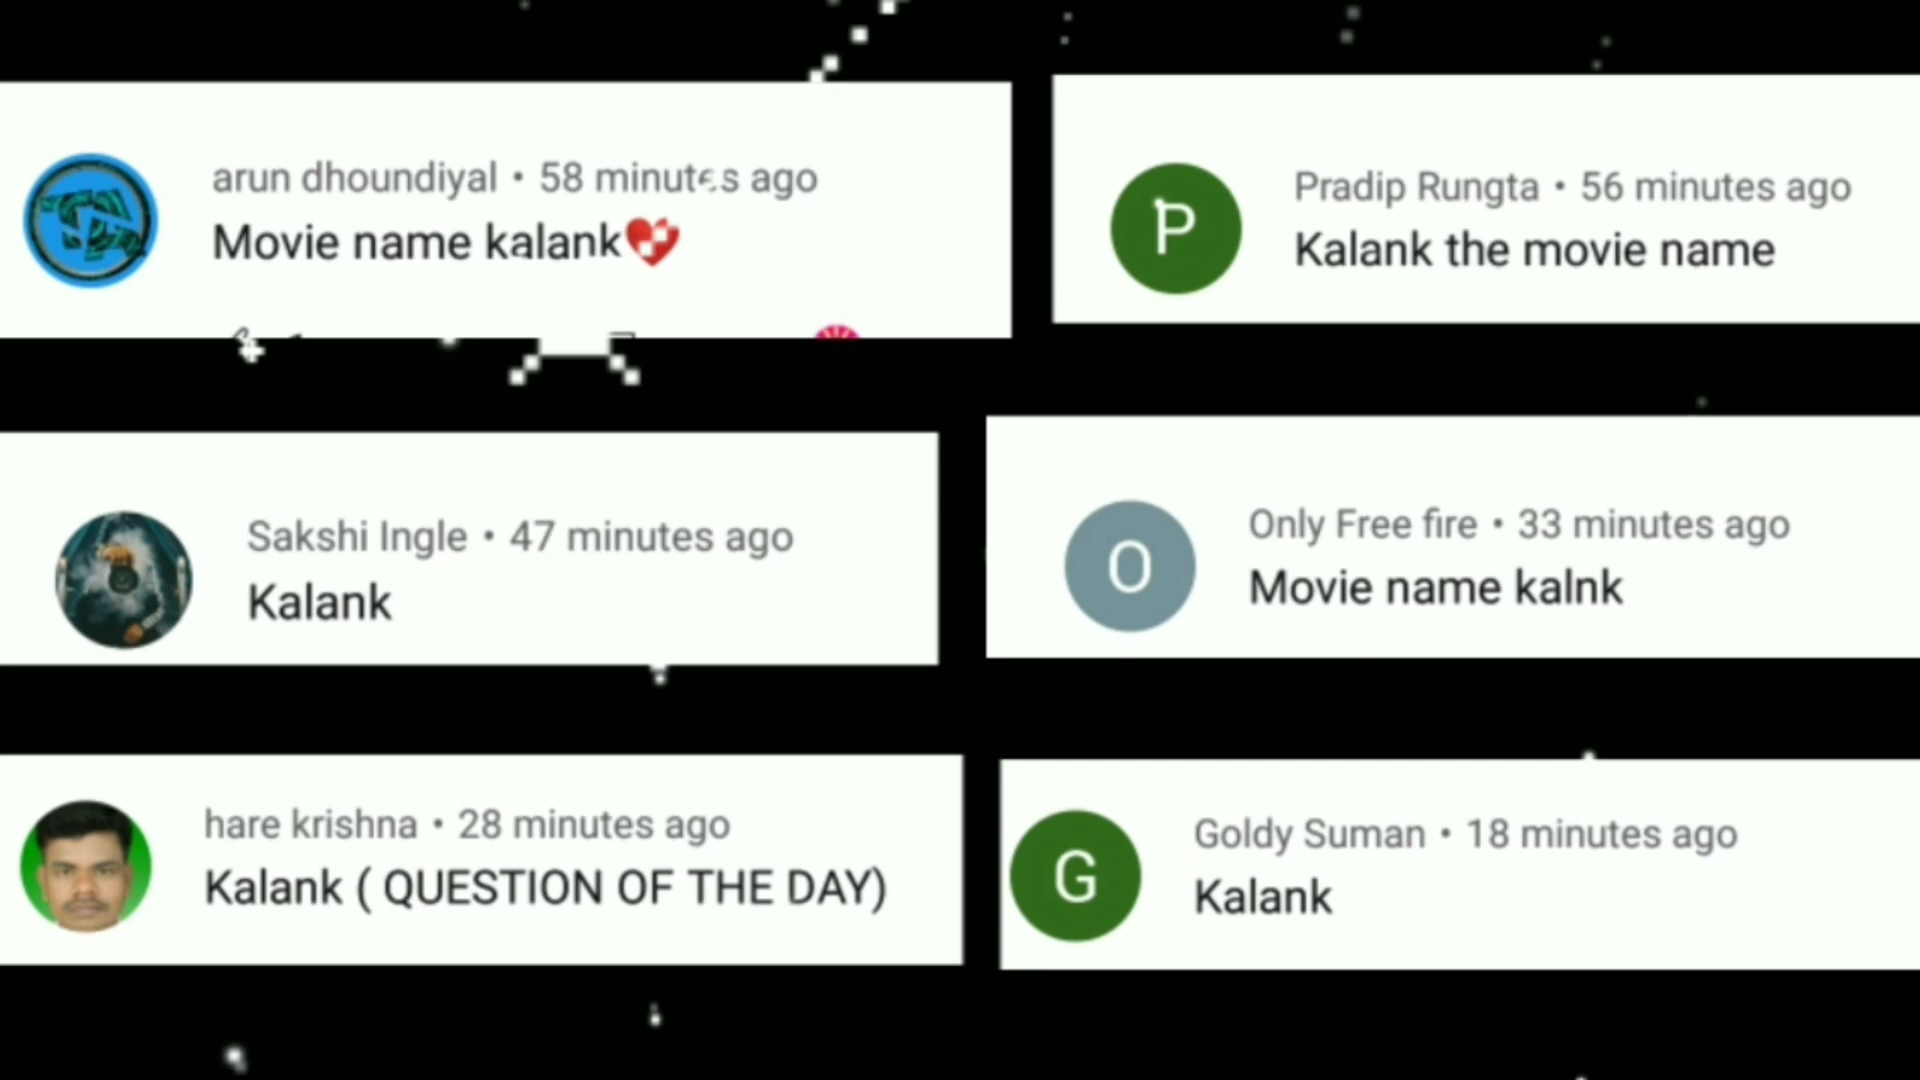 arun dhoundiyal • 58 minutes ago
Movie name kalank❤
P
Pradip Rungta • 56 minutes ago
Kalank the movie name
Sakshi Ingle • 47 minutes ago
Kalank
O
Only Free fire • 33 minutes ago
Movie name kalnk
hare krishna • 28 minutes ago
Kalank ( QUESTION OF THE DAY)
G
Goldy Suman • 18 minutes ago
Kalank